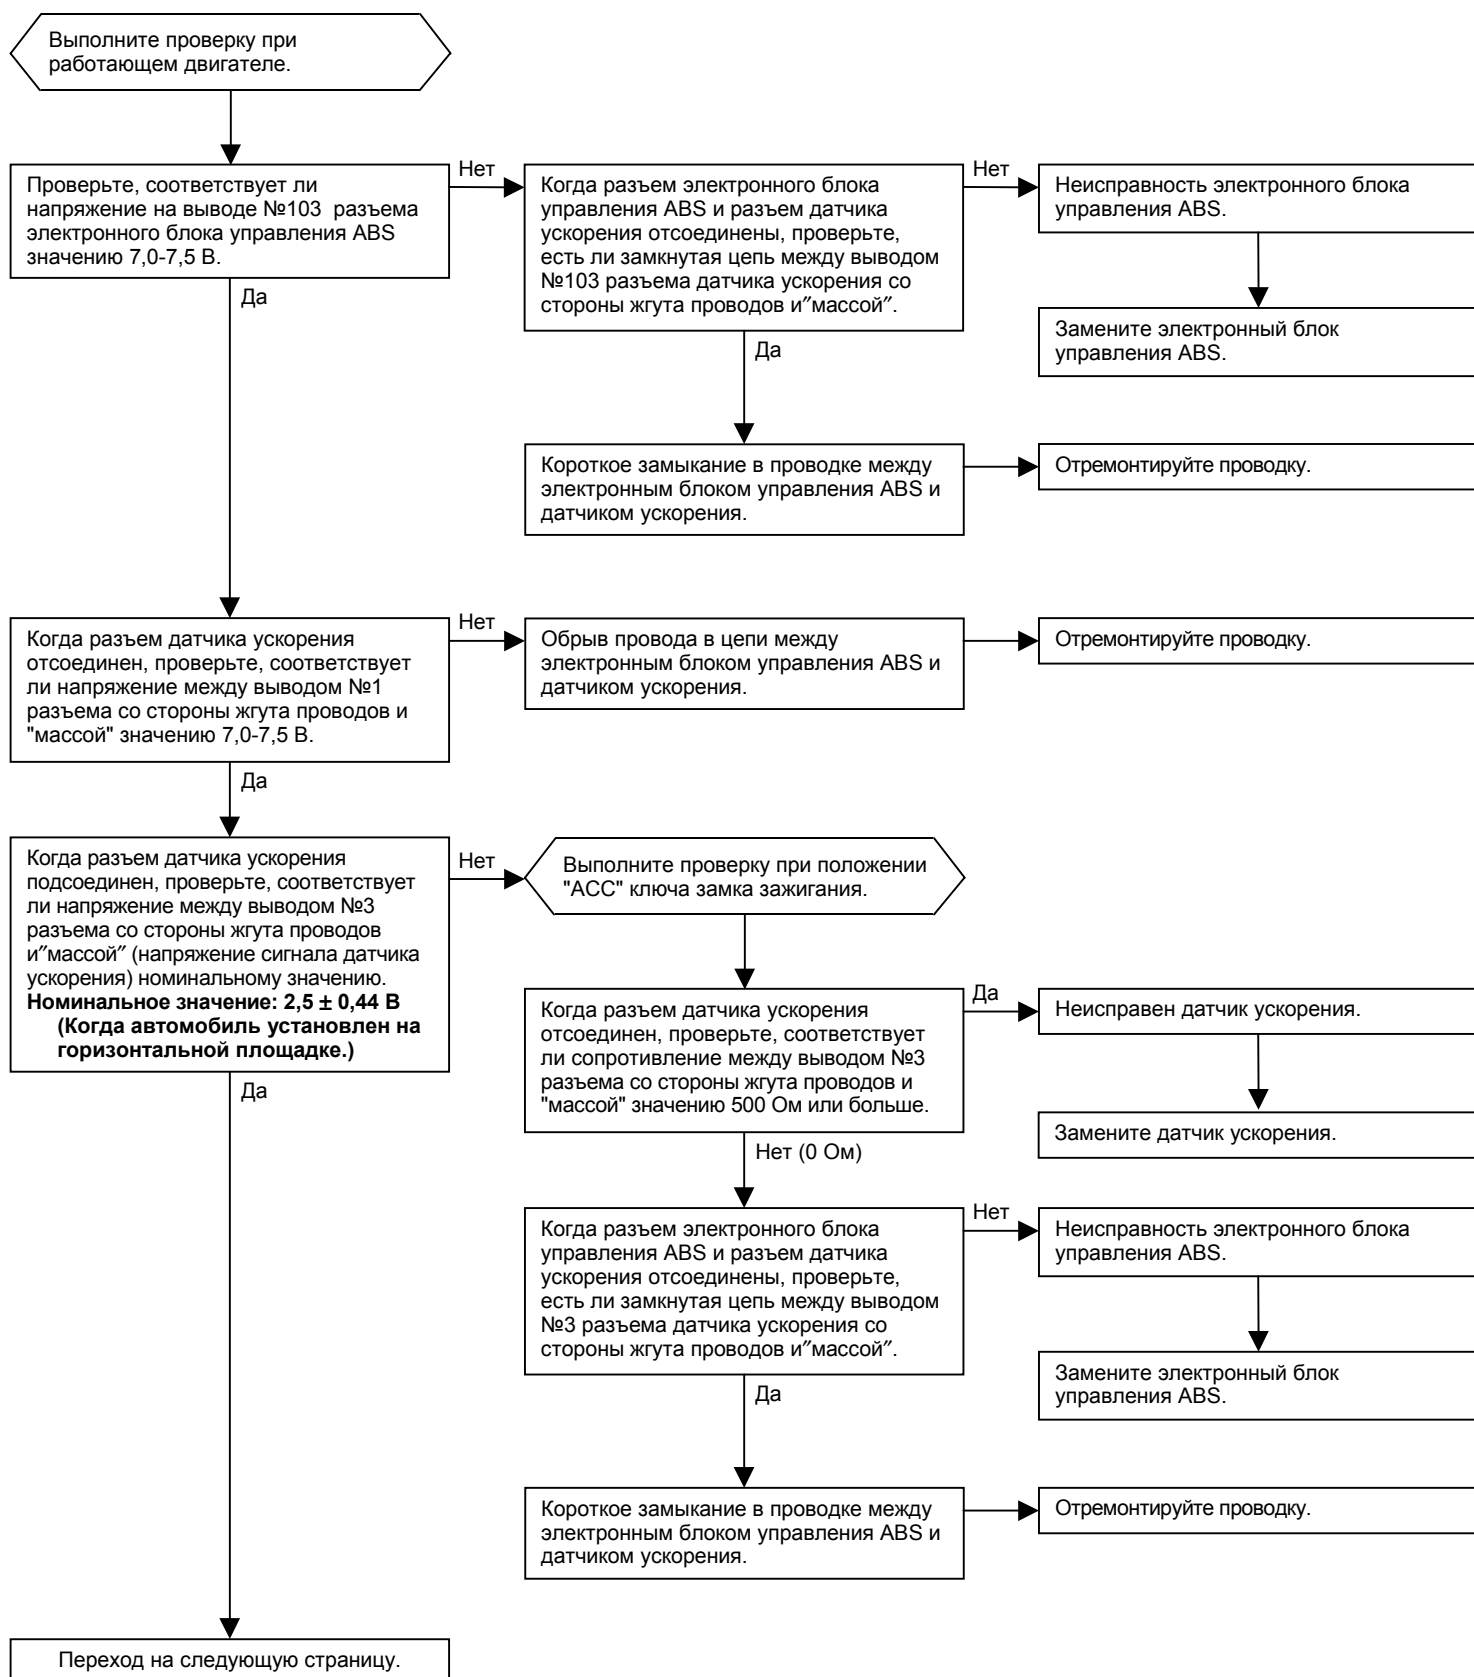 Выполните проверку при
работающем двигателе.
Проверьте, соответствует ли
напряжение на выводе №103 разъема
электронного блока управления ABS
значению 7,0-7,5 В.
Нет
Когда разъем электронного блока
управления ABS и разъем датчика
ускорения отсоединены, проверьте,
есть ли замкнутая цепь между выводом
№103 разъема датчика ускорения со
стороны жгута проводов и″массой″.
Нет
Неисправность электронного блока
управления ABS.
Замените электронный блок
управления ABS.
Да
Да
Короткое замыкание в проводке между
электронным блоком управления ABS и
датчиком ускорения.
Отремонтируйте проводку.
Когда разъем датчика ускорения
отсоединен, проверьте, соответствует
ли напряжение между выводом №1
разъема со стороны жгута проводов и
"массой" значению 7,0-7,5 В.
Нет
Обрыв провода в цепи между
электронным блоком управления ABS и
датчиком ускорения.
Отремонтируйте проводку.
Да
Когда разъем датчика ускорения
подсоединен, проверьте, соответствует
ли напряжение между выводом №3
разъема со стороны жгута проводов
и″массой″ (напряжение сигнала датчика
ускорения) номинальному значению.
Номинальное значение: 2,5 ± 0,44 В
(Когда автомобиль установлен на
горизонтальной площадке.)
Нет
Выполните проверку при положении
"ACC" ключа замка зажигания.
Когда разъем датчика ускорения
отсоединен, проверьте, соответствует
ли сопротивление между выводом №3
разъема со стороны жгута проводов и
"массой" значению 500 Ом или больше.
Да
Неисправен датчик ускорения.
Замените датчик ускорения.
Да
Нет (0 Ом)
Когда разъем электронного блока
управления ABS и разъем датчика
ускорения отсоединены, проверьте,
есть ли замкнутая цепь между выводом
№3 разъема датчика ускорения со
стороны жгута проводов и″массой″.
Нет
Неисправность электронного блока
управления ABS.
Замените электронный блок
управления ABS.
Да
Короткое замыкание в проводке между
электронным блоком управления ABS и
датчиком ускорения.
Отремонтируйте проводку.
Переход на следующую страницу.